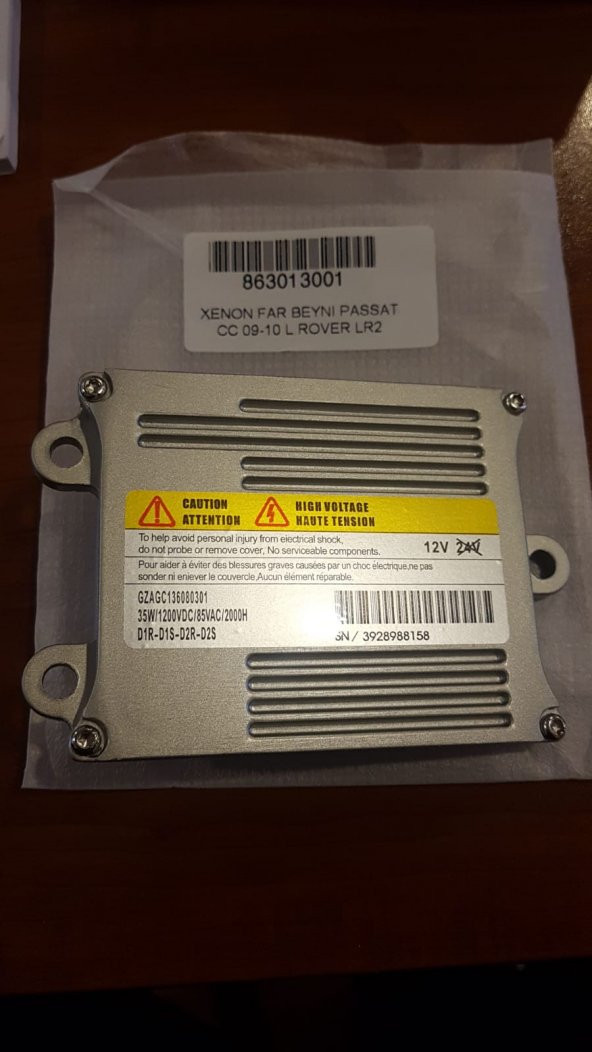 863013001
XENON FAR BEYNI PASSAT
CC 09-10 L ROVER LR2
CAUTION
ATTENTION
HIGH VOLTAGE
HAUTE TENSION
To help avoid personal injury from electrical shock,
do not probe or remove cover, No serviceable components.
12V 24V
Pour aider à éviter des blessures graves causées par un choc électrique,ne pas
sonder ni enlever le couvercle,Aucun élément réparable.
GZAGC136080301
35W/1200VDC/85VAC/2000H
D1R-D1S-D2R-D2S
SN / 3928988158